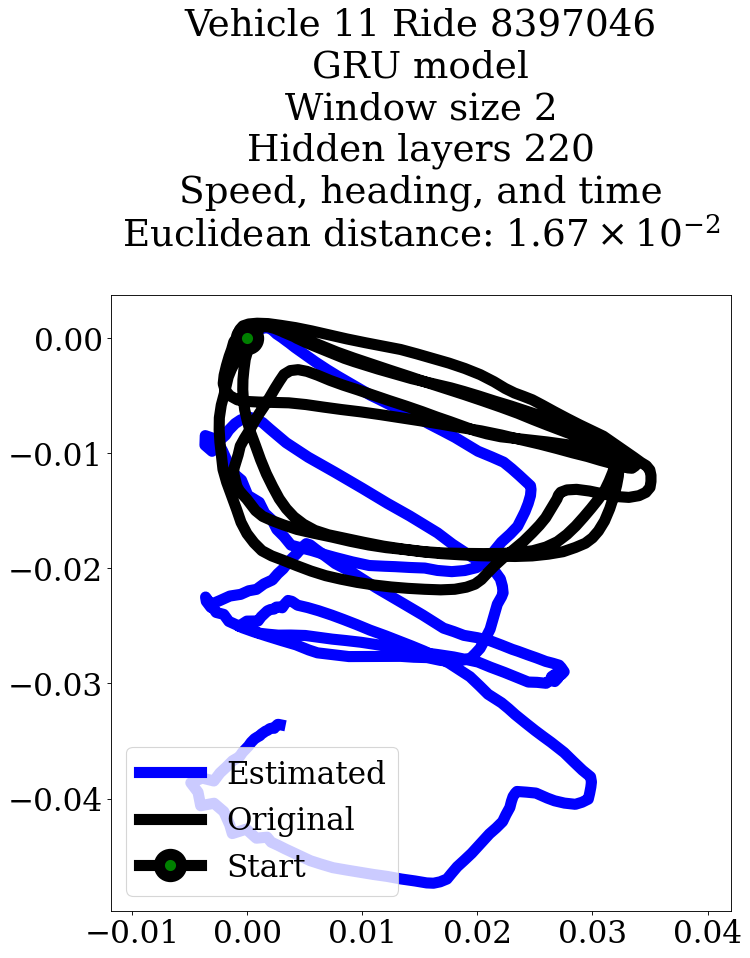 Vehicle 11 Ride 8397046
GRU model
Window size 2
Hidden layers 220
Speed, heading, and time
Euclidean distance: 1.67 × 10⁻²
0.00
−0.01
−0.02
−0.03
−0.04
Estimated
Original
Start
−0.01 0.00 0.01 0.02 0.03 0.04